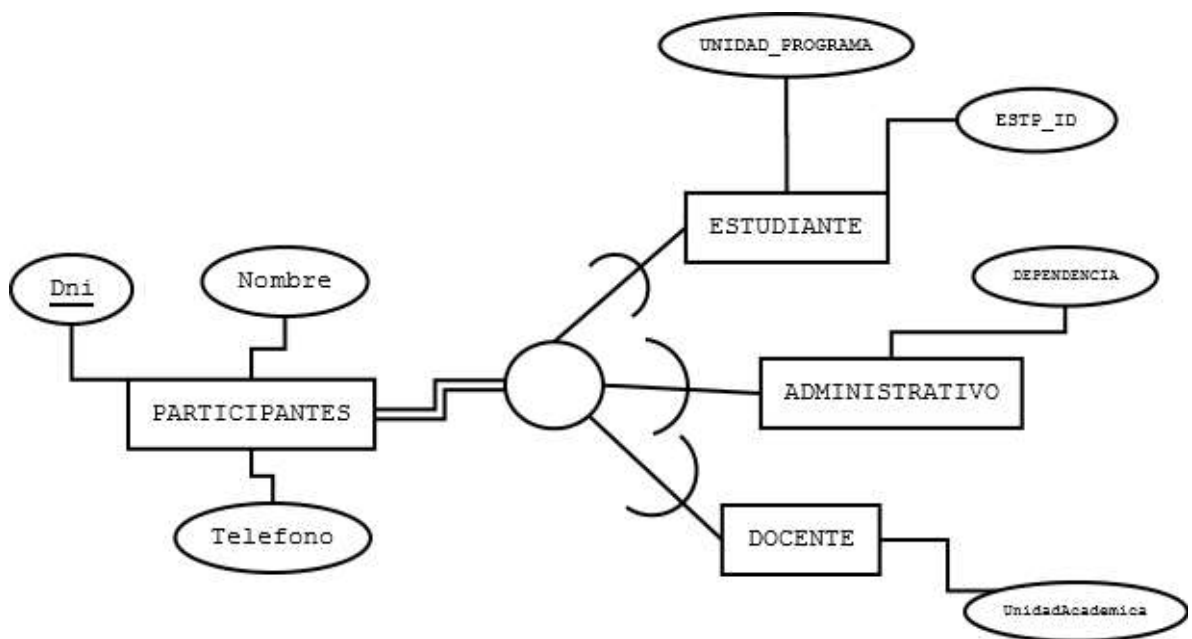 UNIDAD_PROGRAMA
ESTP_ID
ESTUDIANTE
Dni
Nombre
DEPENDENCIA
PARTICIPANTES
ADMINISTRATIVO
Telefono
DOCENTE
UnidadAcademica